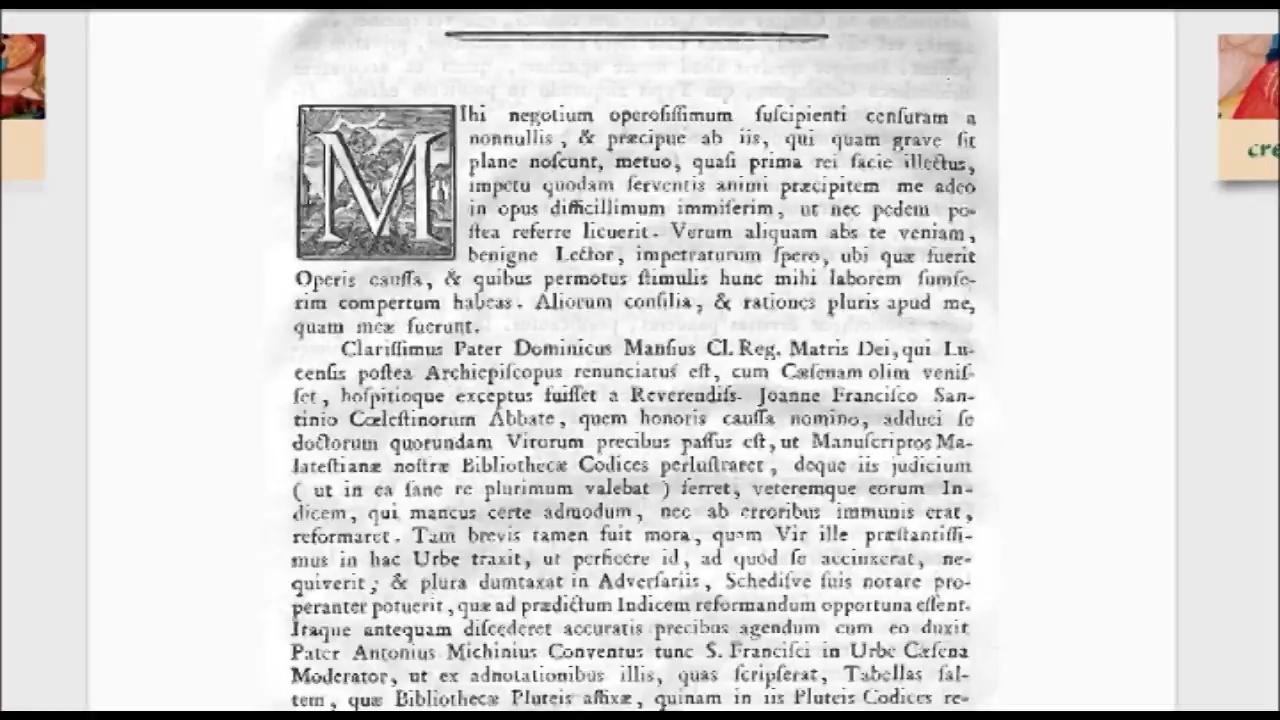 MIhi negotium operosissimum suscipienti censuram a
nonnullis, & præcipue ab iis, qui quam grave sit
plane noscunt, metuo, quasi prima rei facie illectus,
impetu quodam ferventis animi præcipitem me adeo
in opus difficillimum immiserim, ut nec pedem po-
stea referre licuerit. Verum aliquam abs te veniam,
benigne Lector, impetraturum spero, ubi quæ fuerit
Operis caussa, & quibus permotus stimulis hunc mihi laborem sumse-
rim compertum habeas. Aliorum consilia, & rationes pluris apud me,
quam meæ fuerunt.
Clarissimus Pater Dominicus Mansius Cl. Reg. Matris Dei, qui Lu-
censis postea Archiepiscopus renunciatus est, cum Cæsenam olim venis-
set, hospitioque exceptus fuisset a Reverendiss. Joanne Francisco San-
tinio Cœlestinorum Abbate, quem honoris caussa nomino, adduci se
doctorum quorundam Virorum precibus passus est, ut Manuscriptos Ma-
latestianæ nostræ Bibliothecæ Codices perlustraret, deque iis judicium
( ut in ea sane re plurimum valebat ) ferret, veteremque eorum In-
dicem, qui mancus certe admodum, nec ab erroribus immunis erat,
reformaret. Tam brevis tamen fuit mora, quam Vir ille præstantissi-
mus in hac Urbe traxit, ut perficere id, ad quod se accinxerat, ne-
quiverit; & plura dumtaxat in Adversariis, Schedisve suis notare pro-
peranter potuerit, quæ ad prædictum Indicem reformandum opportuna essent.
Itaque antequam discederet accuratis precibus agendum cum eo duxit
Pater Antonius Michinius Conventus tunc S. Francisci in Urbe Cæsena
Moderator, ut ex adnotationibus illis, quas scripserat, Tabellas sal-
tem, quæ Bibliothecæ Pluteis affixæ, quinam in iis Pluteis Codices re-
cre